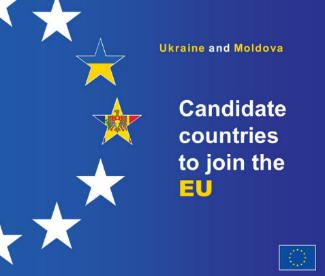 Ukraine and Moldova
Candidate
countries
to join the
EU